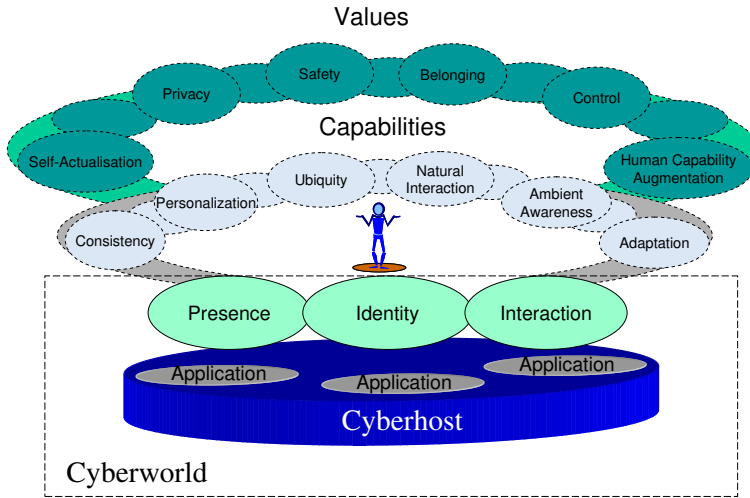 Values
Safety
Belonging
Privacy
Control
Capabilities
Self-Actualisation
Human Capability
Augmentation
Ubiquity
Natural
Interaction
Personalization
Ambient
Awareness
Consistency
Adaptation
Presence
Identity
Interaction
Application
Application
Application
Cyberhost
Cyberworld